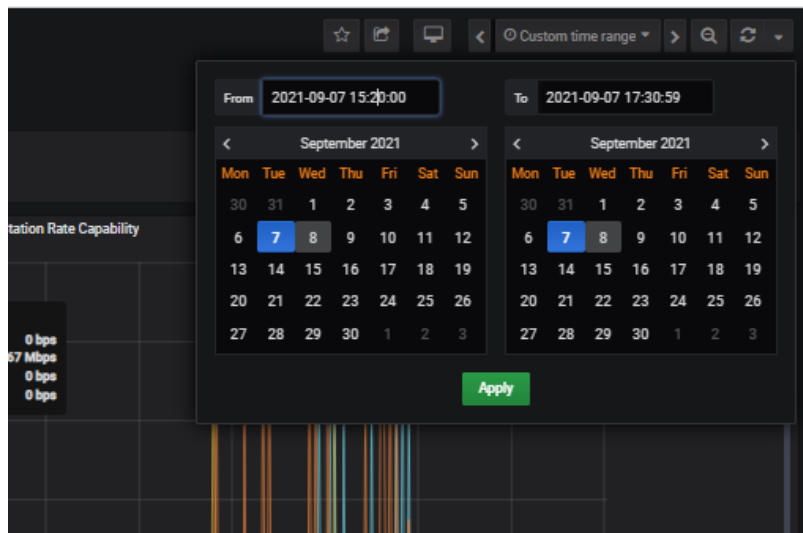 Custom time range
From 2021-09-07 15:20:00 To 2021-09-07 17:30:59
September 2021 September 2021
Mon Tue Wed Thu Fri Sat Sun Mon Tue Wed Thu Fri Sat Sun
30 31 1 2 3 4 5 30 31 1 2 3 4 5
6 7 8 9 10 11 12 6 7 8 9 10 11 12
13 14 15 16 17 18 19 13 14 15 16 17 18 19
20 21 22 23 24 25 26 20 21 22 23 24 25 26
27 28 29 30 1 2 3 27 28 29 30 1 2 3
Apply
tation Rate Capability
0 bps
67 Mbps
0 bps
0 bps